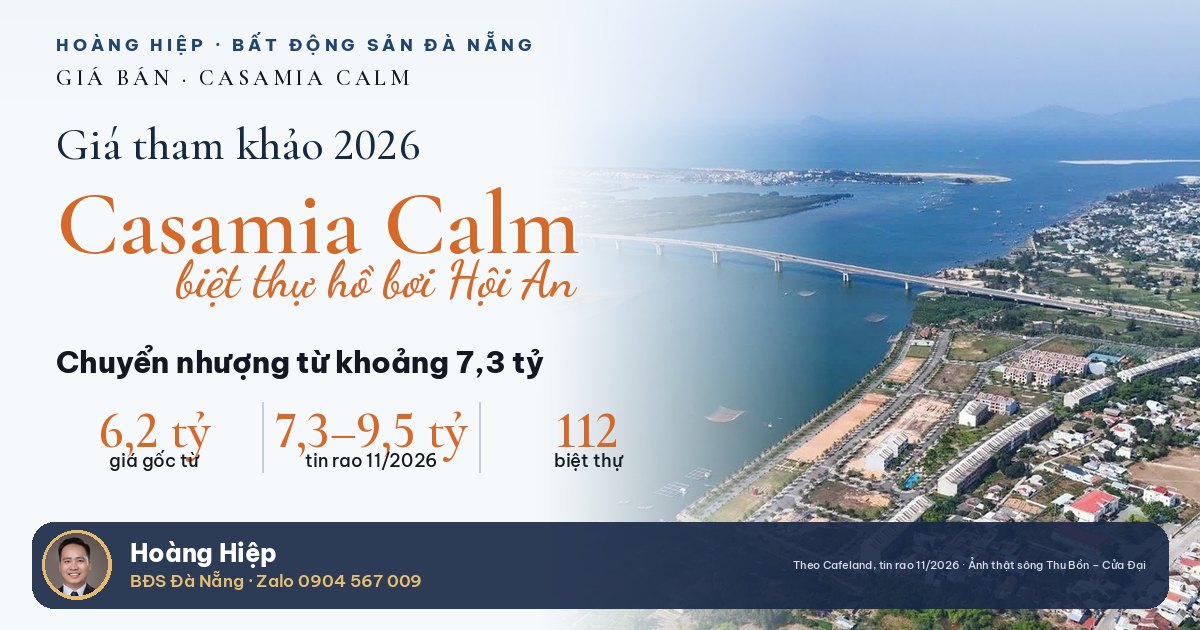 HOÀNG HIỆP · BẤT ĐỘNG SẢN ĐÀ NẴNG
GIÁ BÁN · CASAMIA CALM
Giá tham khảo 2026
Casamia Calm
biệt thự hồ bơi Hội An
Chuyển nhượng từ khoảng 7,3 tỷ
6,2 tỷ
giá gốc từ
7,3–9,5 tỷ
tin rao 11/2026
112
biệt thự
Hoàng Hiệp
BĐS Đà Nẵng · Zalo 0904 567 009
Theo Cafeland, tin rao 11/2026 · Ảnh thật sông Thu Bồn – Cửa Đại